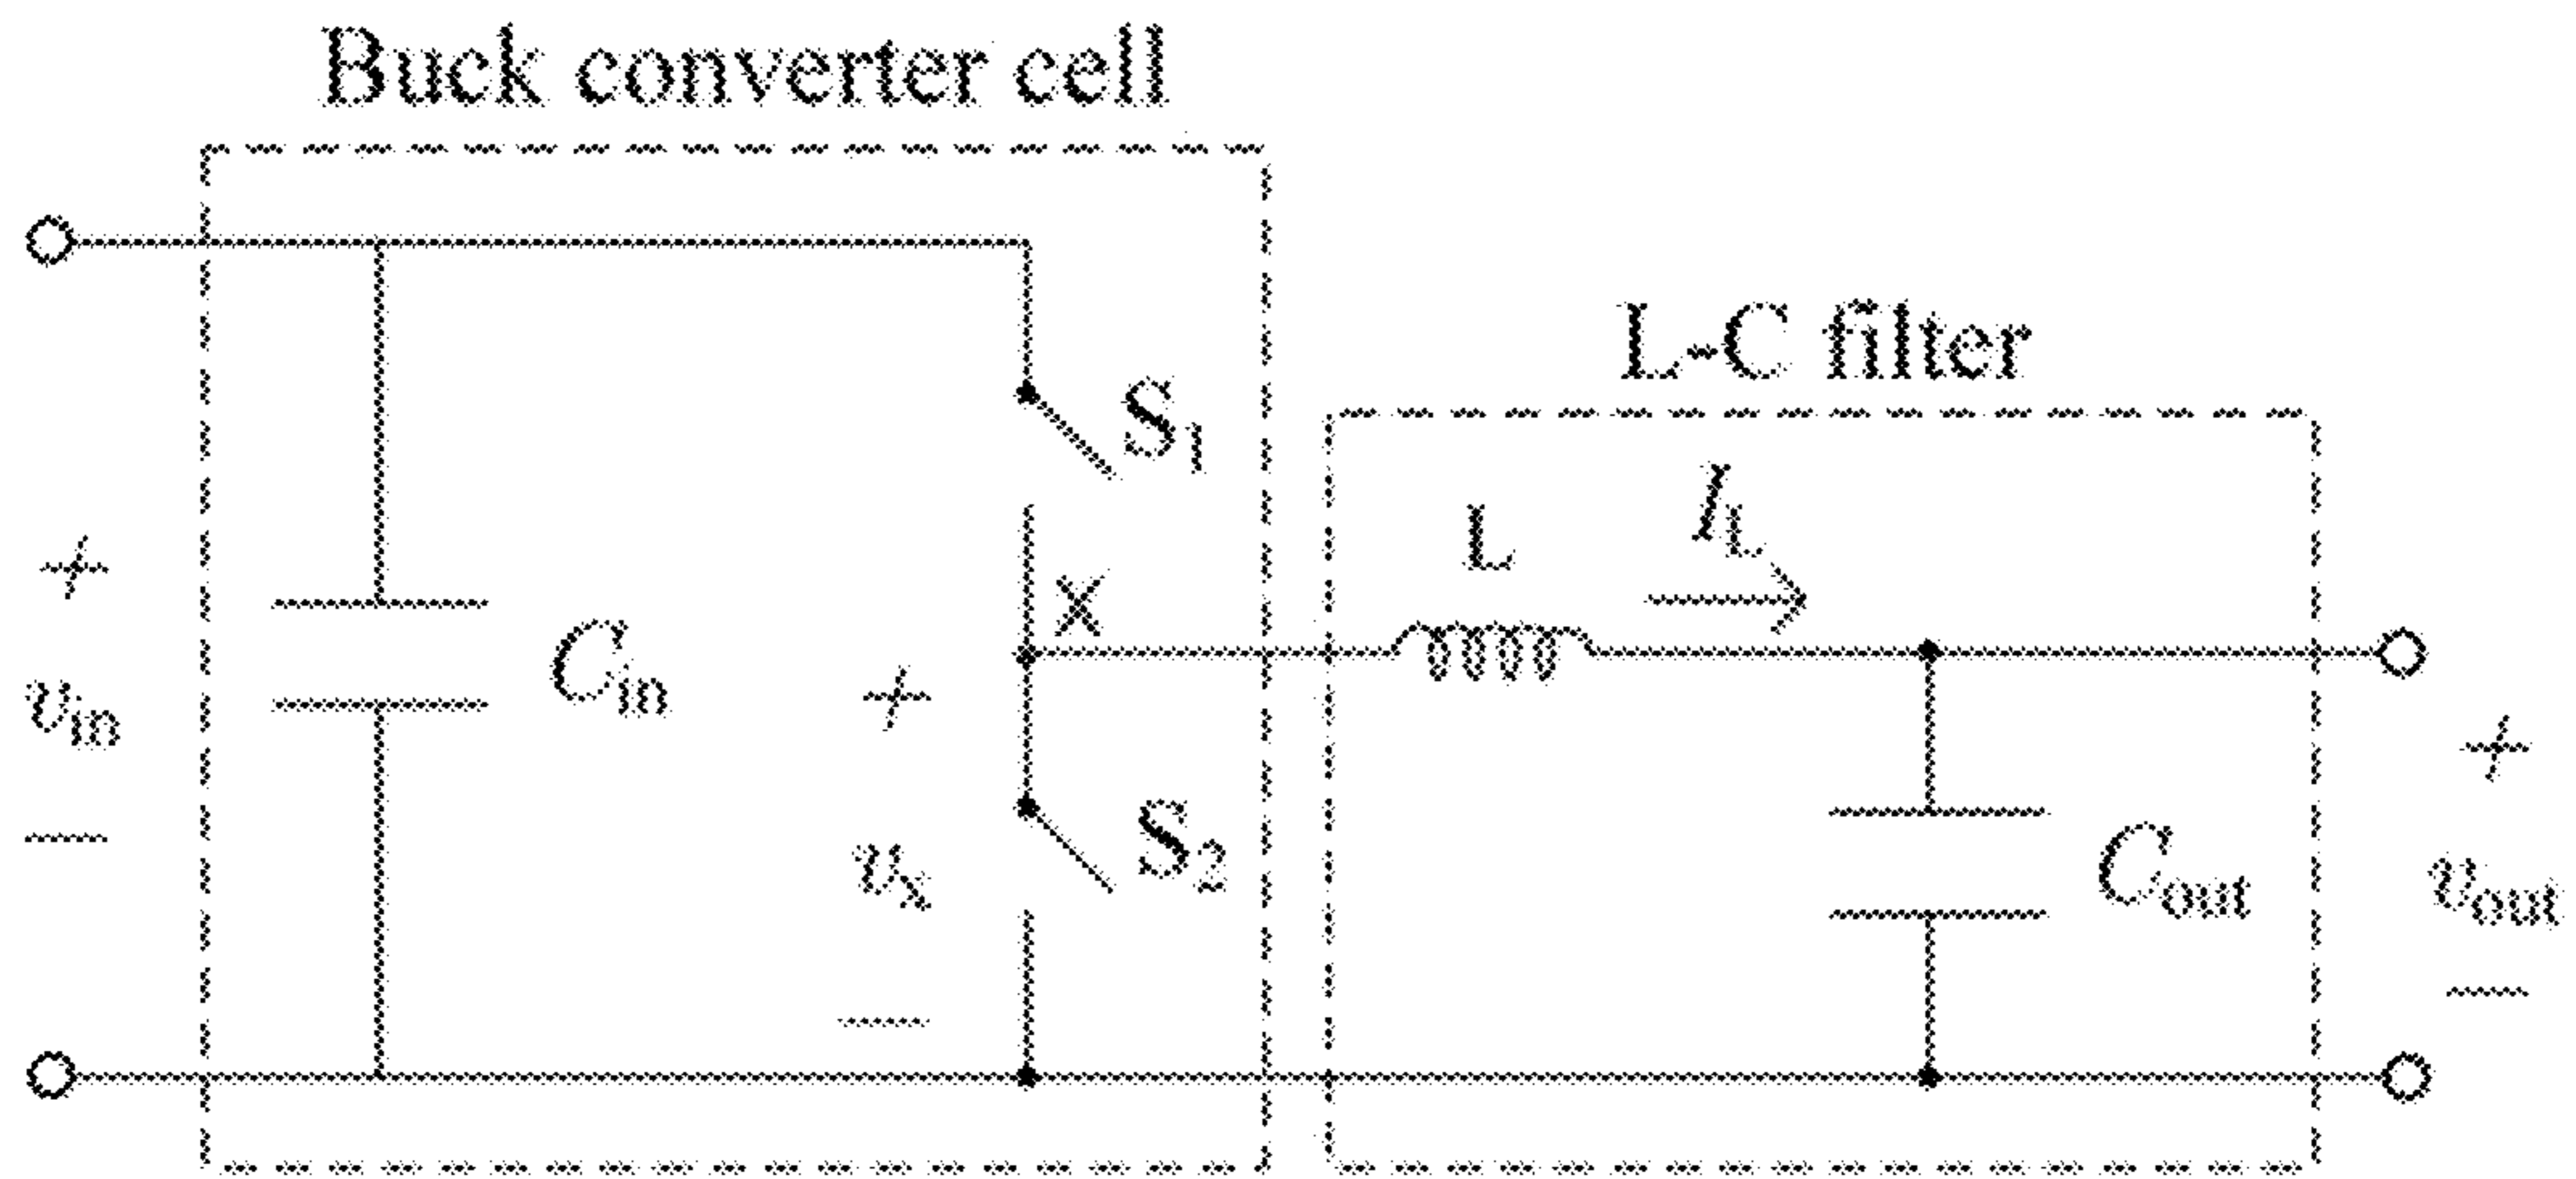 Buck converter cell
L-C filter
S1
L
IL
X
+
Cin
vin
−
+
vx
−
S2
+
Cout
vout
−